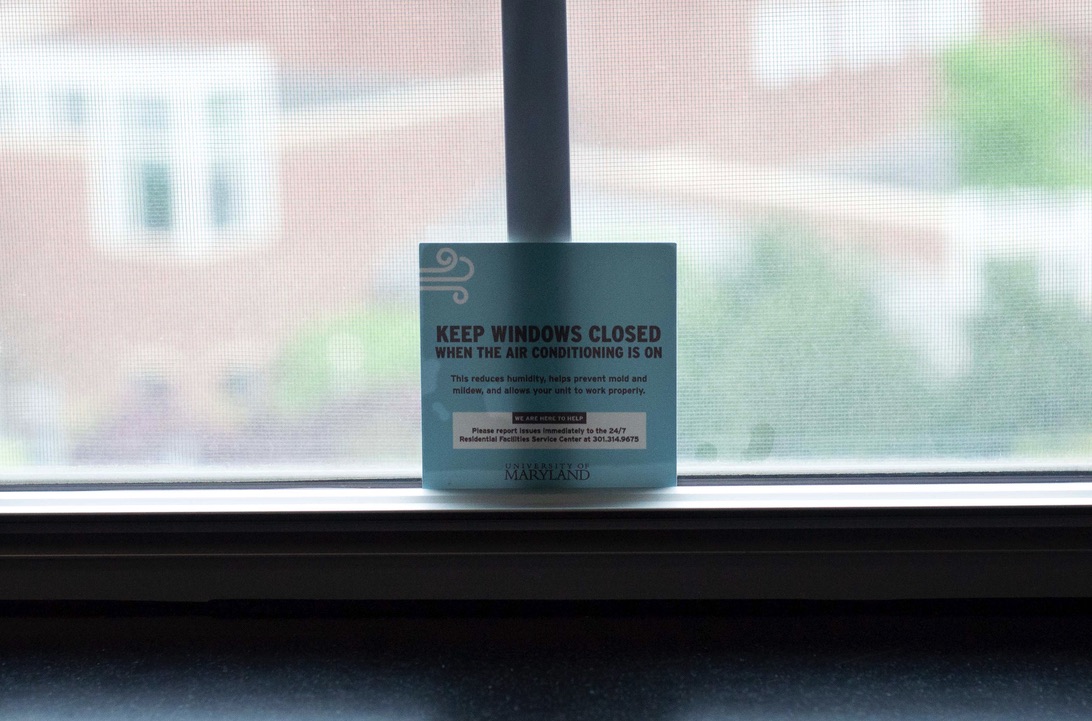 KEEP WINDOWS CLOSED
WHEN THE AIR CONDITIONING IS ON
This reduces humidity, helps prevent mold and
mildew, and allows your unit to work properly.
WE ARE HERE TO HELP
Please report issues immediately to the 24/7
Residential Facilities Service Center at 301.314.9675
UNIVERSITY OF
MARYLAND